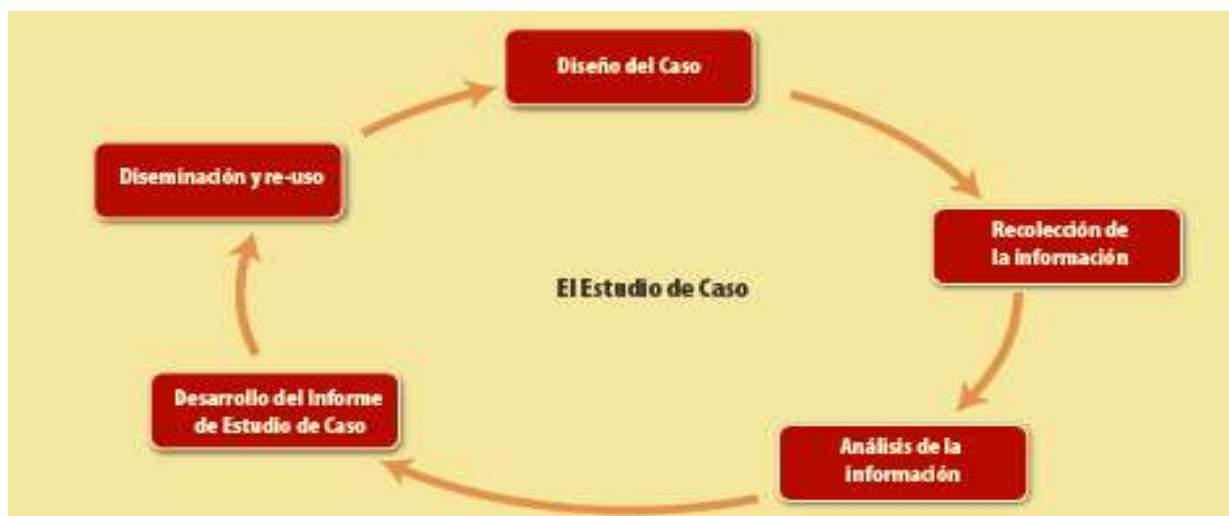 Diseño del Caso
Diseminación y re-uso
Recolección de
la información
El Estudio de Caso
Desarrollo del Informe
de Estudio de Caso
Análisis de la
información